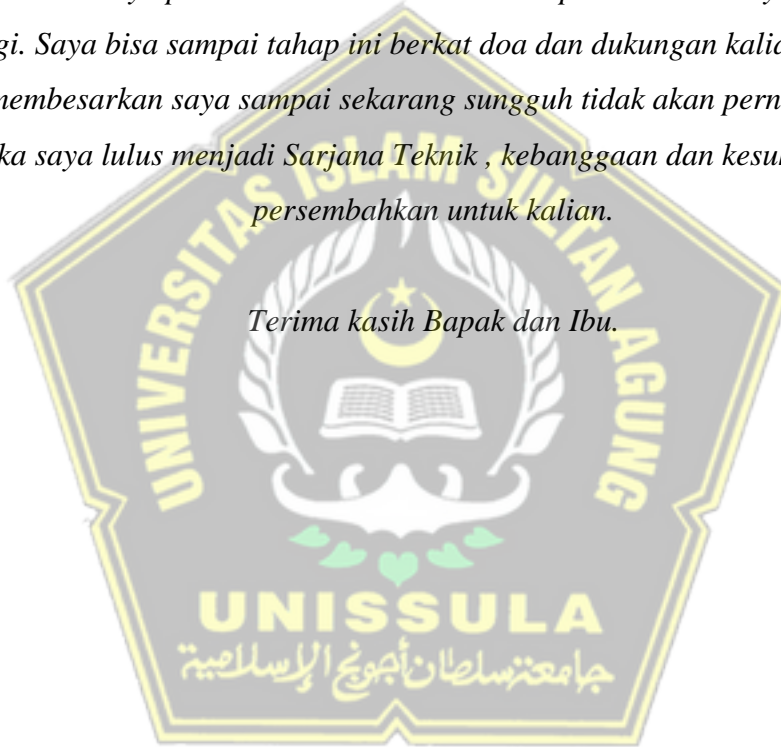 gi. Saya bisa sampai tahap ini berkat doa dan dukungan
membesarkan saya sampai sekarang sungguh tidak akan
saya lulus menjadi Sarjana Teknik , kebanggaan dan
persembahkan untuk kalian.
Terima kasih Bapak dan Ibu.
UNIVERSITAS ISLAM SULTAN AGUNG
UNISSULA
جامعة سلطان أجونج الإسلامية